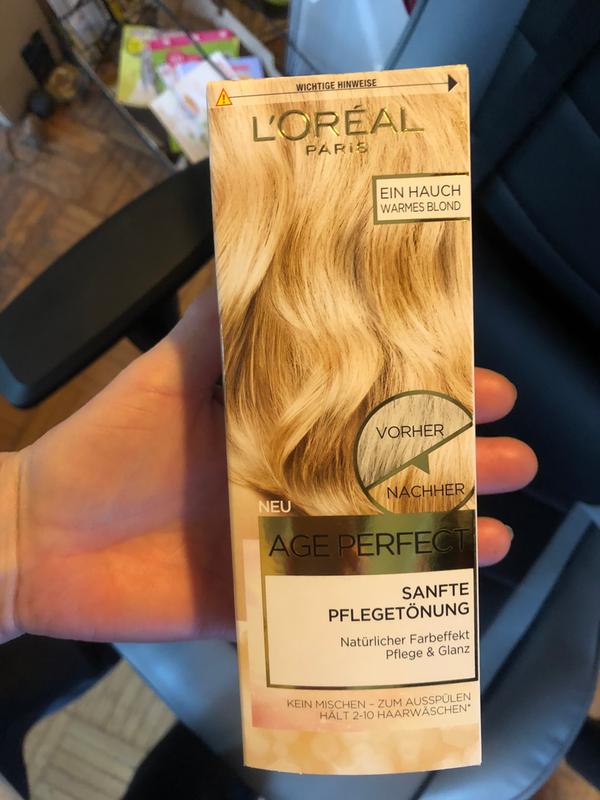 WICHTIGE HINWEISE
L'ORÉAL
PARIS
EIN HAUCH
WARMES BLOND
VORHER
NACHHER
NEU
AGE PERFECT
SANFTE
PFLEGETÖNUNG
Natürlicher Farbeffekt
Pflege & Glanz
KEIN MISCHEN – ZUM AUSSPÜLEN
HÄLT 2-10 HAARWÄSCHEN*